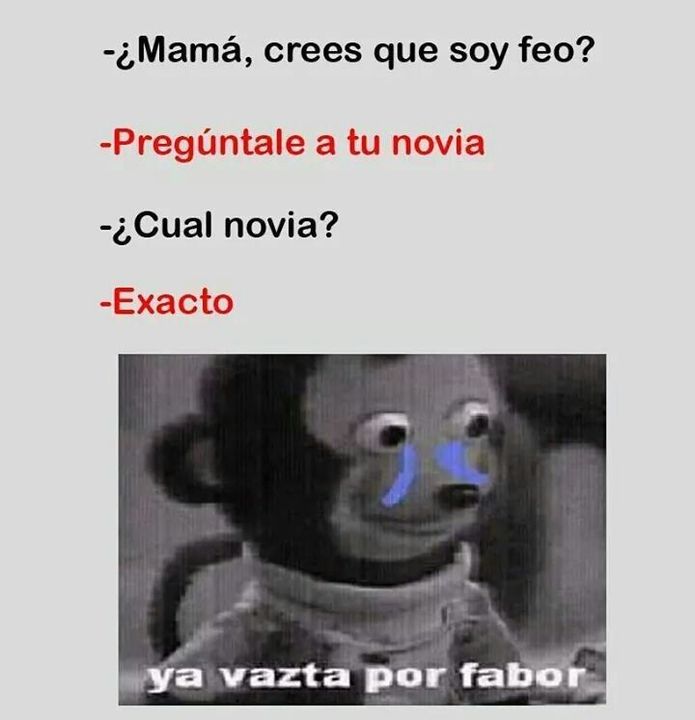 -¿Mamá, crees que soy feo?
-Pregúntale a tu novia
-¿Cual novia?
-Exacto
ya vazta por fabor